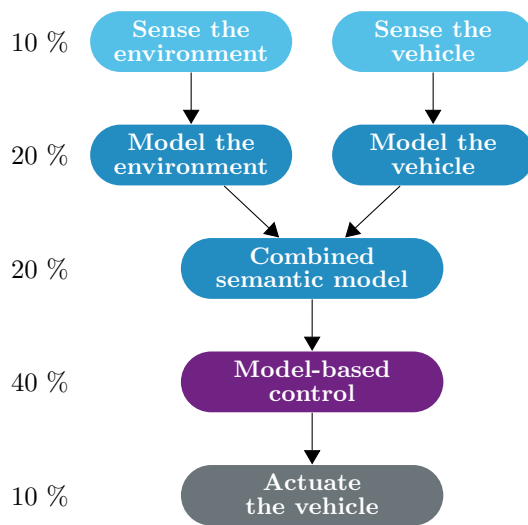 10 %
Sense the
environment
Sense the
vehicle
20 %
Model the
environment
Model the
vehicle
20 %
Combined
semantic model
40 %
Model-based
control
10 %
Actuate
the vehicle